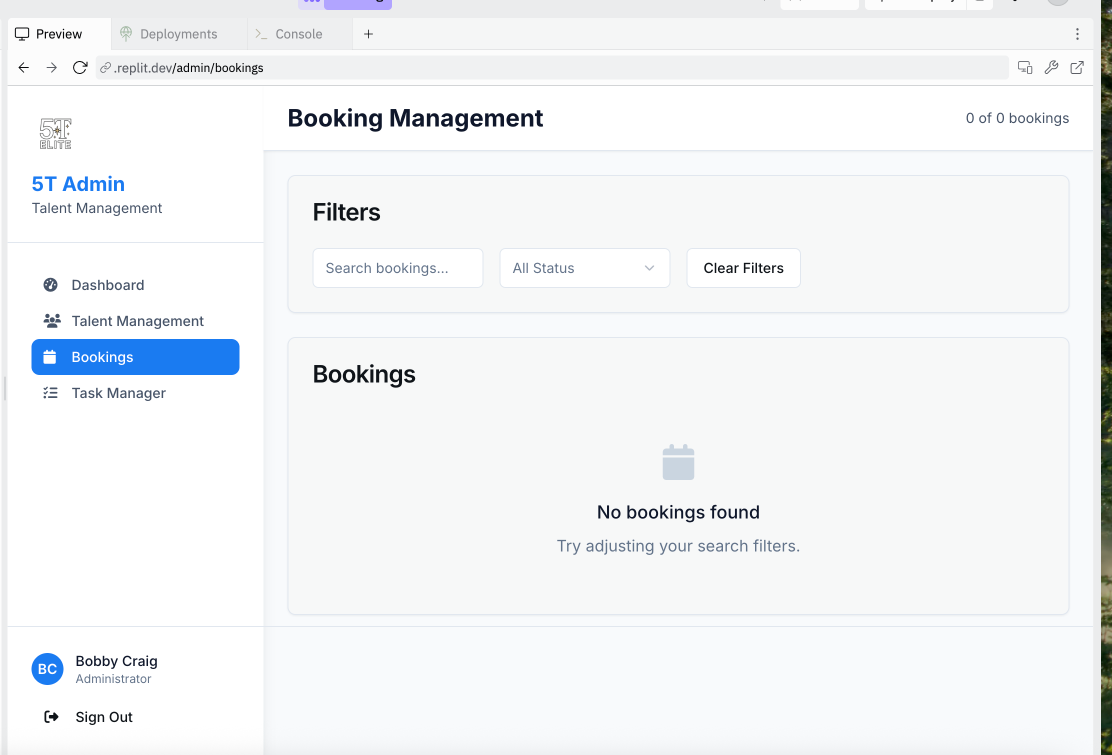 Preview
Deployments
Console
.replit.dev/admin/bookings
5T
ELITE
5T Admin
Talent Management
Dashboard
Talent Management
Bookings
Task Manager
BC
Bobby Craig
Administrator
Sign Out
Booking Management
0 of 0 bookings
Filters
Search bookings...
All Status
Clear Filters
Bookings
No bookings found
Try adjusting your search filters.